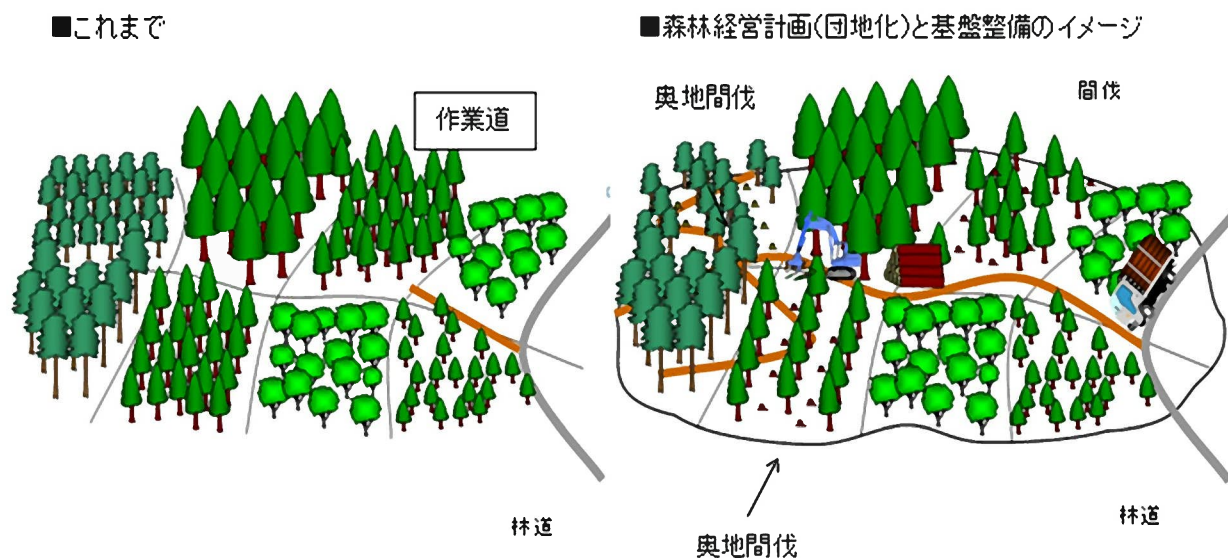 ■これまで
■森林経営計画(団地化)と基盤整備のイメージ
作業道
奥地間伐
間伐
林道
奥地間伐
林道